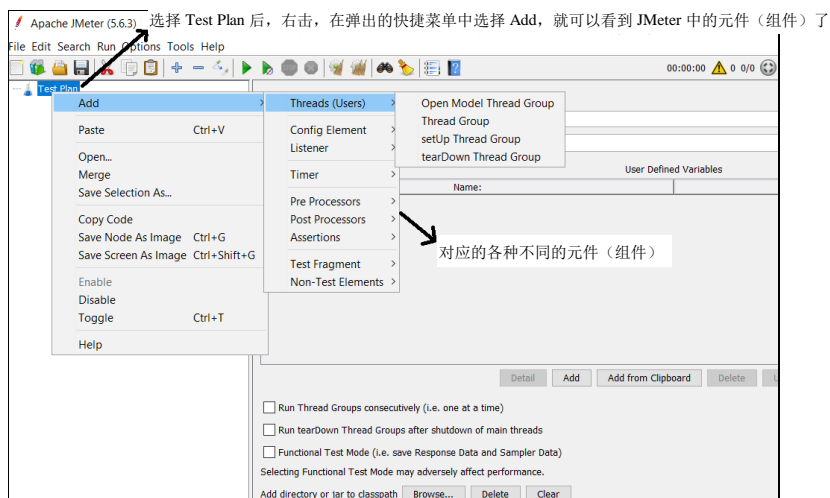 Apache JMeter (5.6.3)
选择 Test Plan 后，右击，在弹出的快捷菜单中选择 Add，就可以看到 JMeter 中的元件（组件）了
File Edit Search Run Options Tools Help
00:00:00 0 0/0
Test Plan
Add
Paste Ctrl+V
Open...
Merge
Save Selection As...
Copy Code
Save Node As Image Ctrl+G
Save Screen As Image Ctrl+Shift+G
Enable
Disable
Toggle Ctrl+T
Help
Threads (Users)
Config Element
Listener
Timer
Pre Processors
Post Processors
Assertions
Test Fragment
Non-Test Elements
Open Model Thread Group
Thread Group
setUp Thread Group
tearDown Thread Group
User Defined Variables
Name:
对应的各种不同的元件（组件）
Detail Add Add from Clipboard Delete U
Run Thread Groups consecutively (i.e. one at a time)
Run tearDown Thread Groups after shutdown of main threads
Functional Test Mode (i.e. save Response Data and Sampler Data)
Selecting Functional Test Mode may adversely affect performance.
Add directory or jar to classpath Browse... Delete Clear